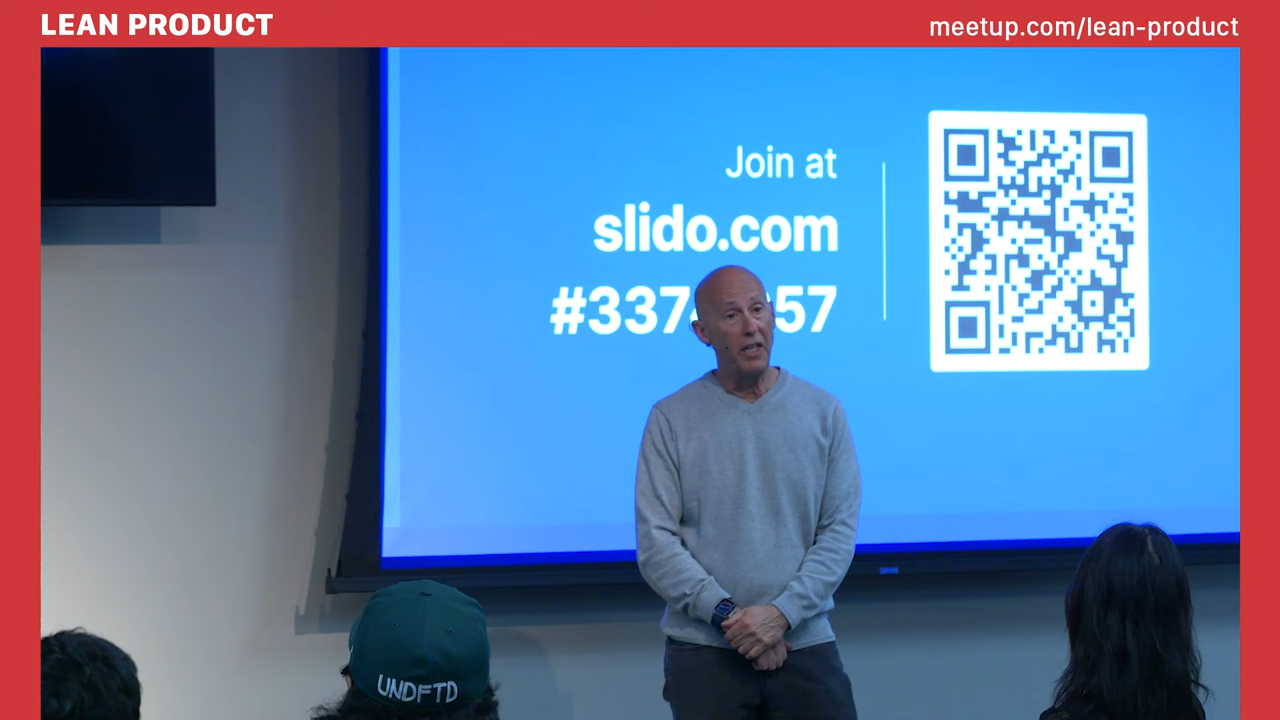 LEAN PRODUCT
meetup.com/lean-product
Join at
slido.com
UNDFTD